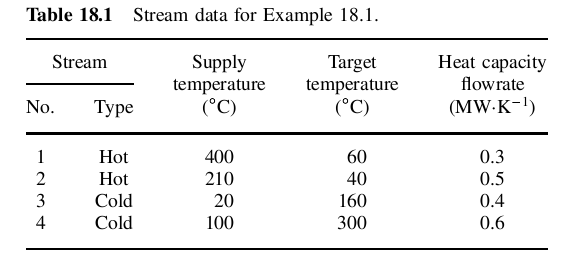 Table 18.1 Stream data for Example 18.1.
Stream Supply Target Heat capacity
temperature temperature flowrate
No. Type (°C) (°C) (MW·K⁻¹)
1 Hot 400 60 0.3
2 Hot 210 40 0.5
3 Cold 20 160 0.4
4 Cold 100 300 0.6